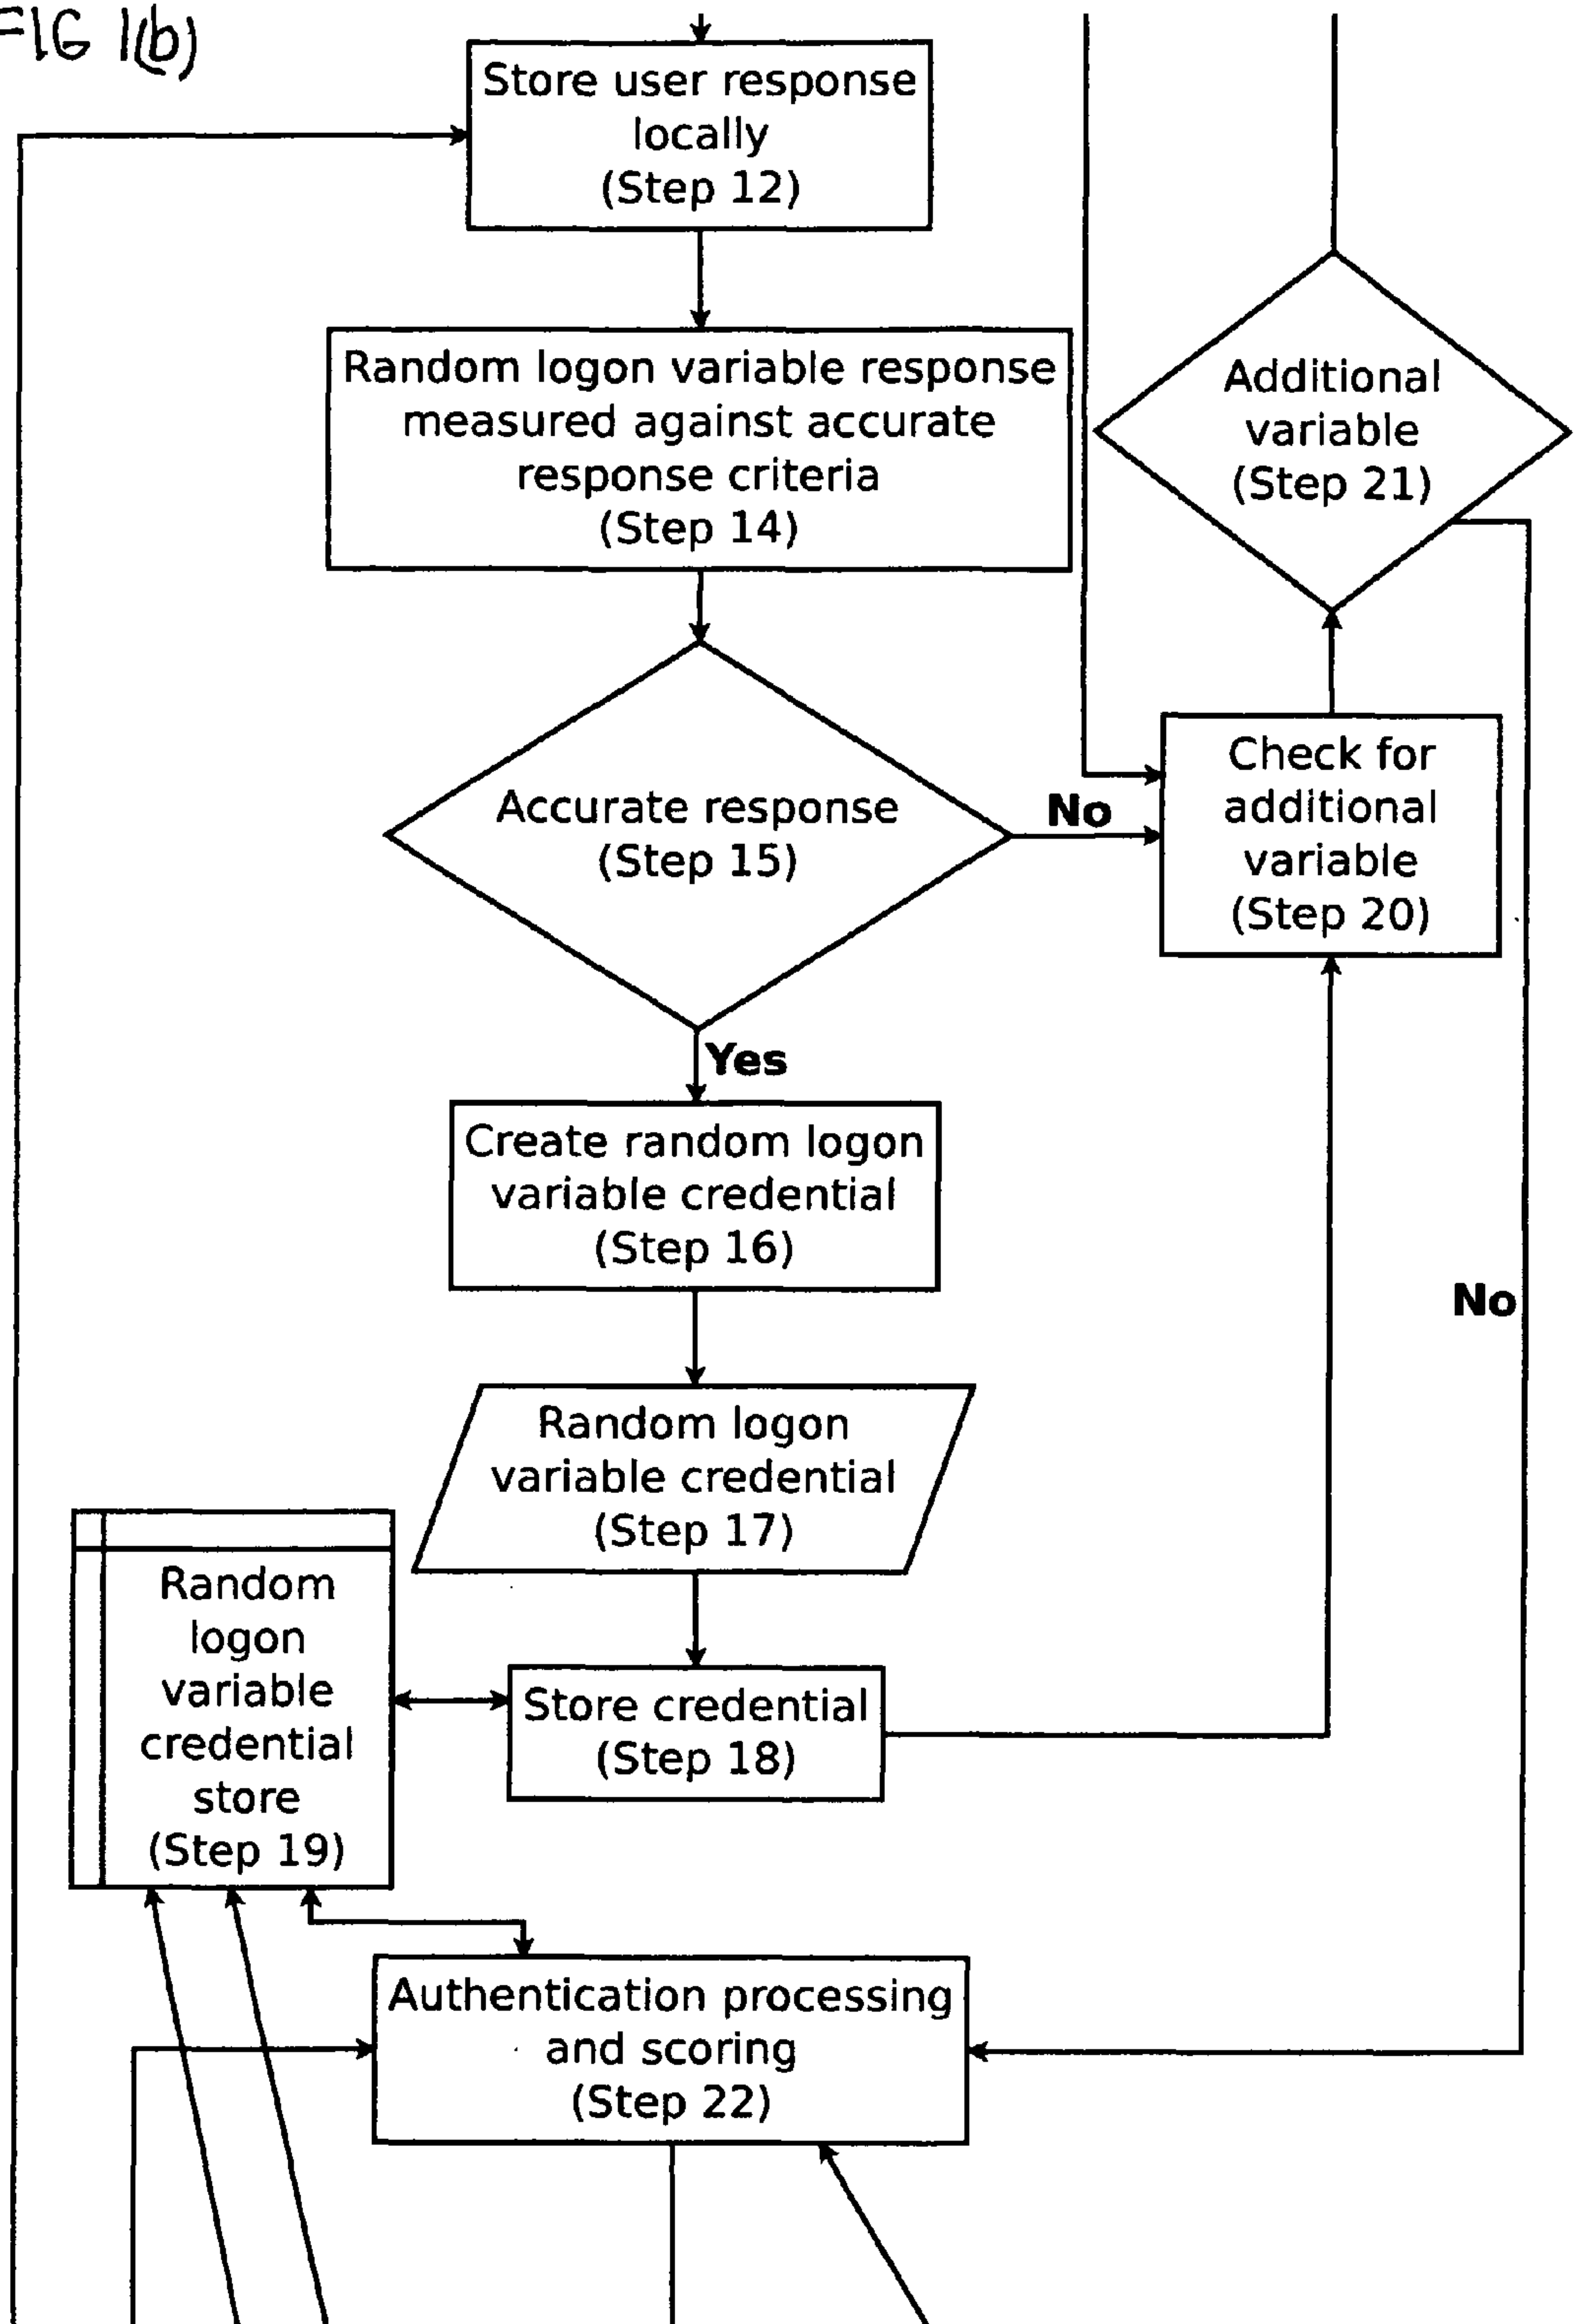 FIG 1(b)
Store user response
locally
(Step 12)
Random logon variable response
measured against accurate
response criteria
(Step 14)
Additional
variable
(Step 21)
Accurate response
(Step 15)
No
Check for
additional
variable
(Step 20)
Yes
Create random logon
variable credential
(Step 16)
No
Random logon
variable credential
(Step 17)
Random
logon
variable
credential
store
(Step 19)
Store credential
(Step 18)
Authentication processing
and scoring
(Step 22)